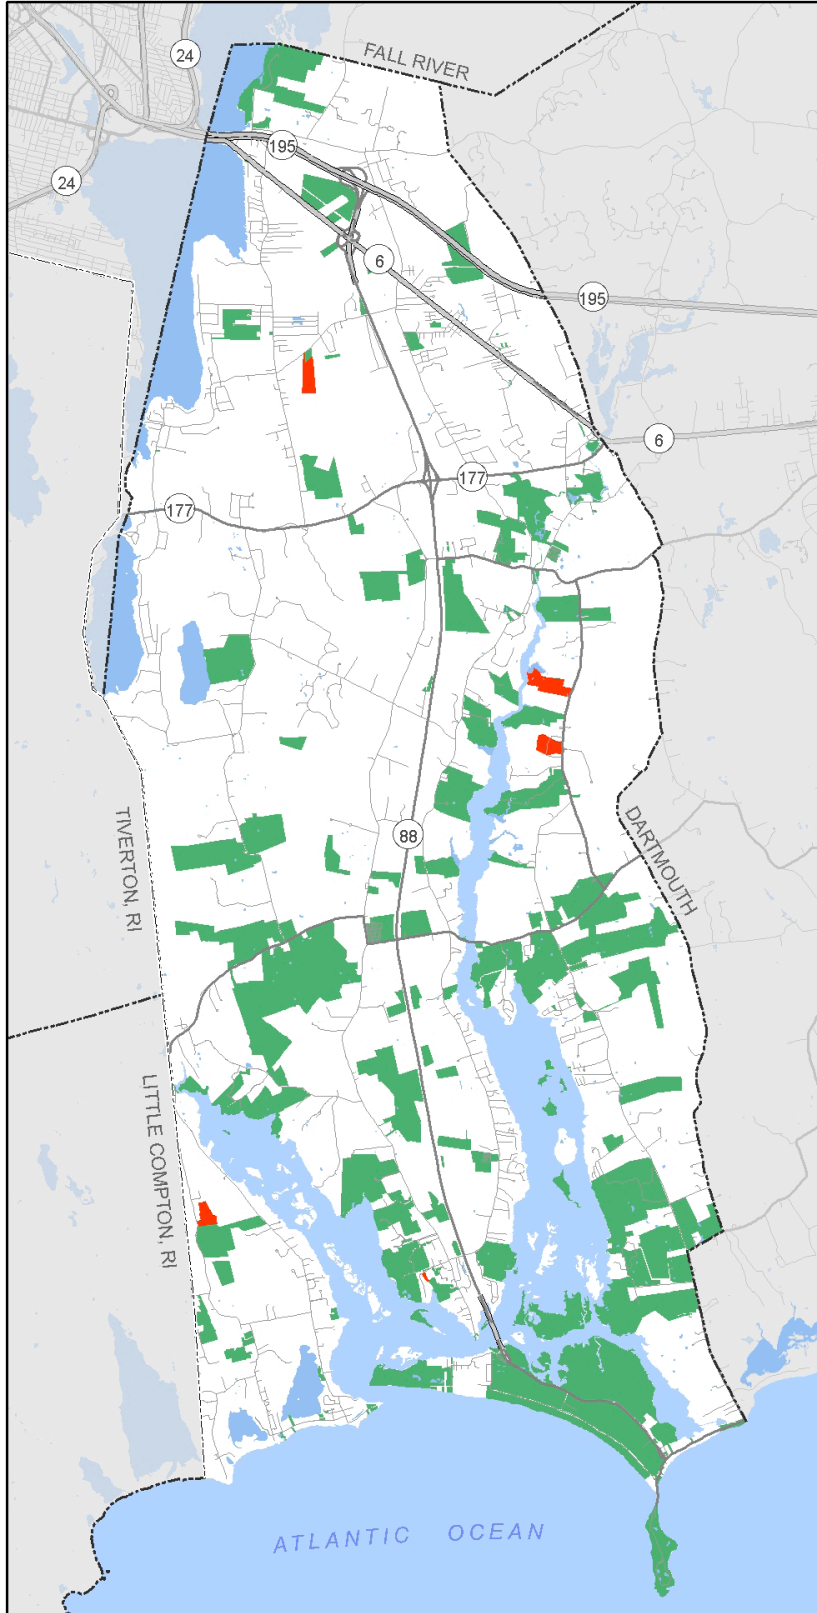 24
FALL RIVER
195
24
6
195
6
177
177
88
TIVERTON, RI
DARTMOUTH
LITTLE COMPTON, RI
ATLANTIC OCEAN